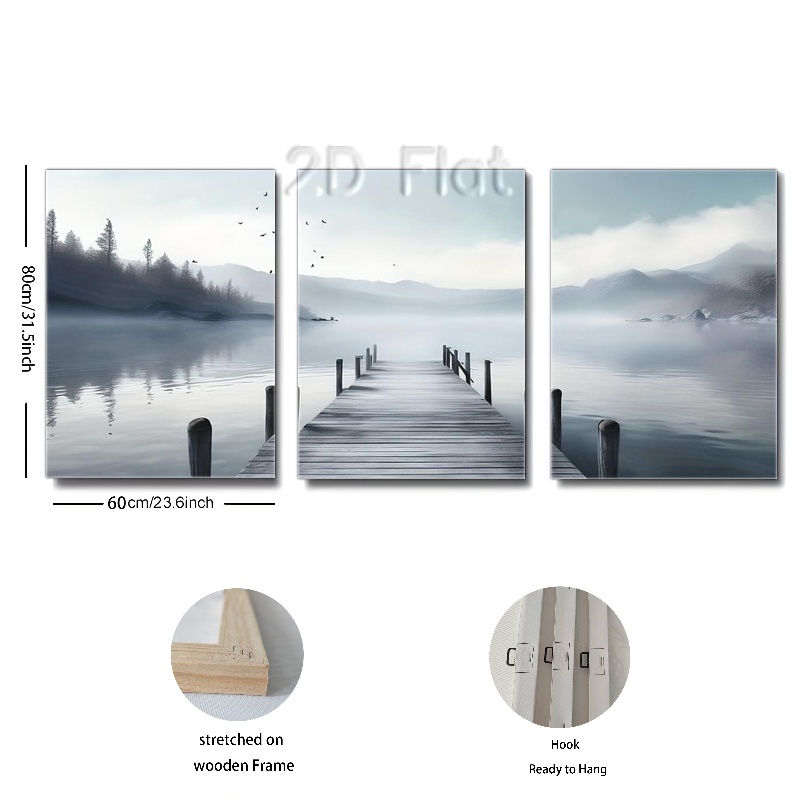 2D Flat
80cm/31.5inch
60cm/23.6inch
stretched on
wooden Frame
Hook
Ready to Hang